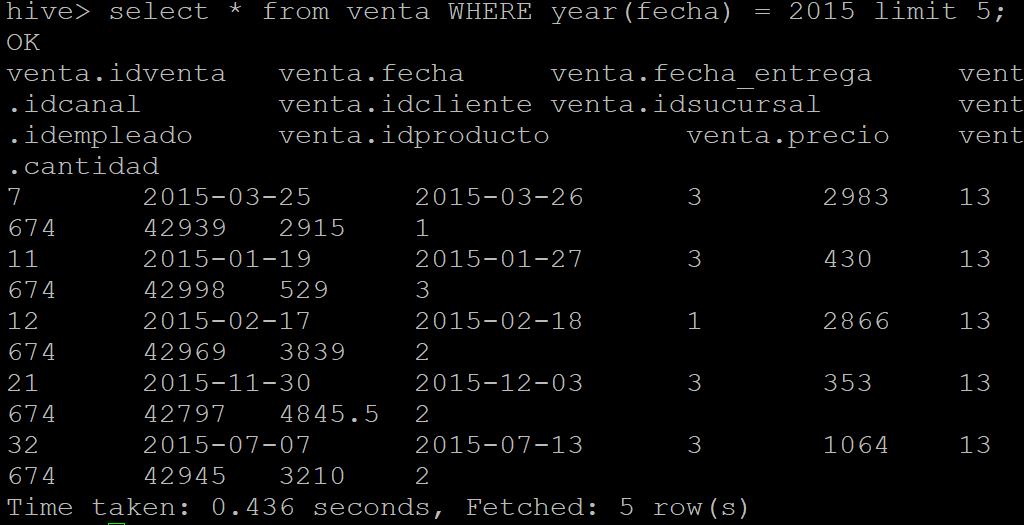 hive> select * from venta WHERE year(fecha) = 2015 limit 5;
OK
venta.idventa venta.fecha venta.fecha_entrega vent
.idcanal venta.idcliente venta.idsucursal vent
.idempleado venta.idproducto venta.precio vent
.cantidad
7 2015-03-25 2015-03-26 3 2983 13
674 42939 2915 1
11 2015-01-19 2015-01-27 3 430 13
674 42998 529 3
12 2015-02-17 2015-02-18 1 2866 13
674 42969 3839 2
21 2015-11-30 2015-12-03 3 353 13
674 42797 4845.5 2
32 2015-07-07 2015-07-13 3 1064 13
674 42945 3210 2
Time taken: 0.436 seconds, Fetched: 5 row(s)